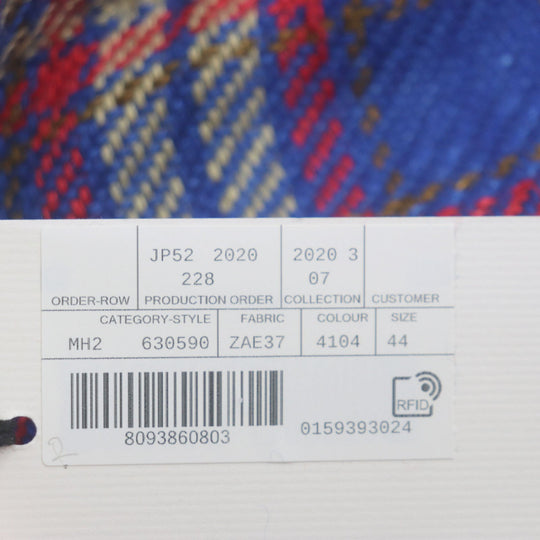 JP52 2020 2020 3
228 07
ORDER-ROW PRODUCTION ORDER COLLECTION CUSTOMER
CATEGORY-STYLE FABRIC COLOUR SIZE
MH2 630590 ZAE37 4104 44
RFID
8093860803 0159393024
2